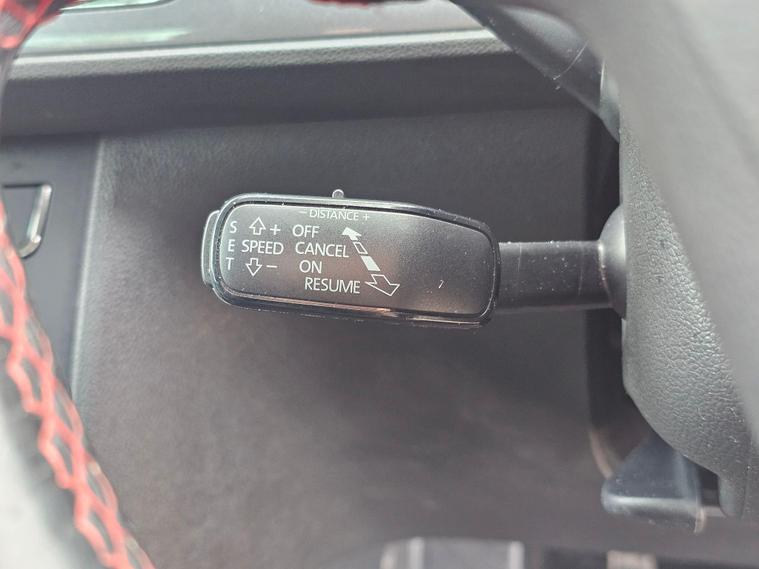 − DISTANCE +
S + OFF
E SPEED CANCEL
T − ON
RESUME